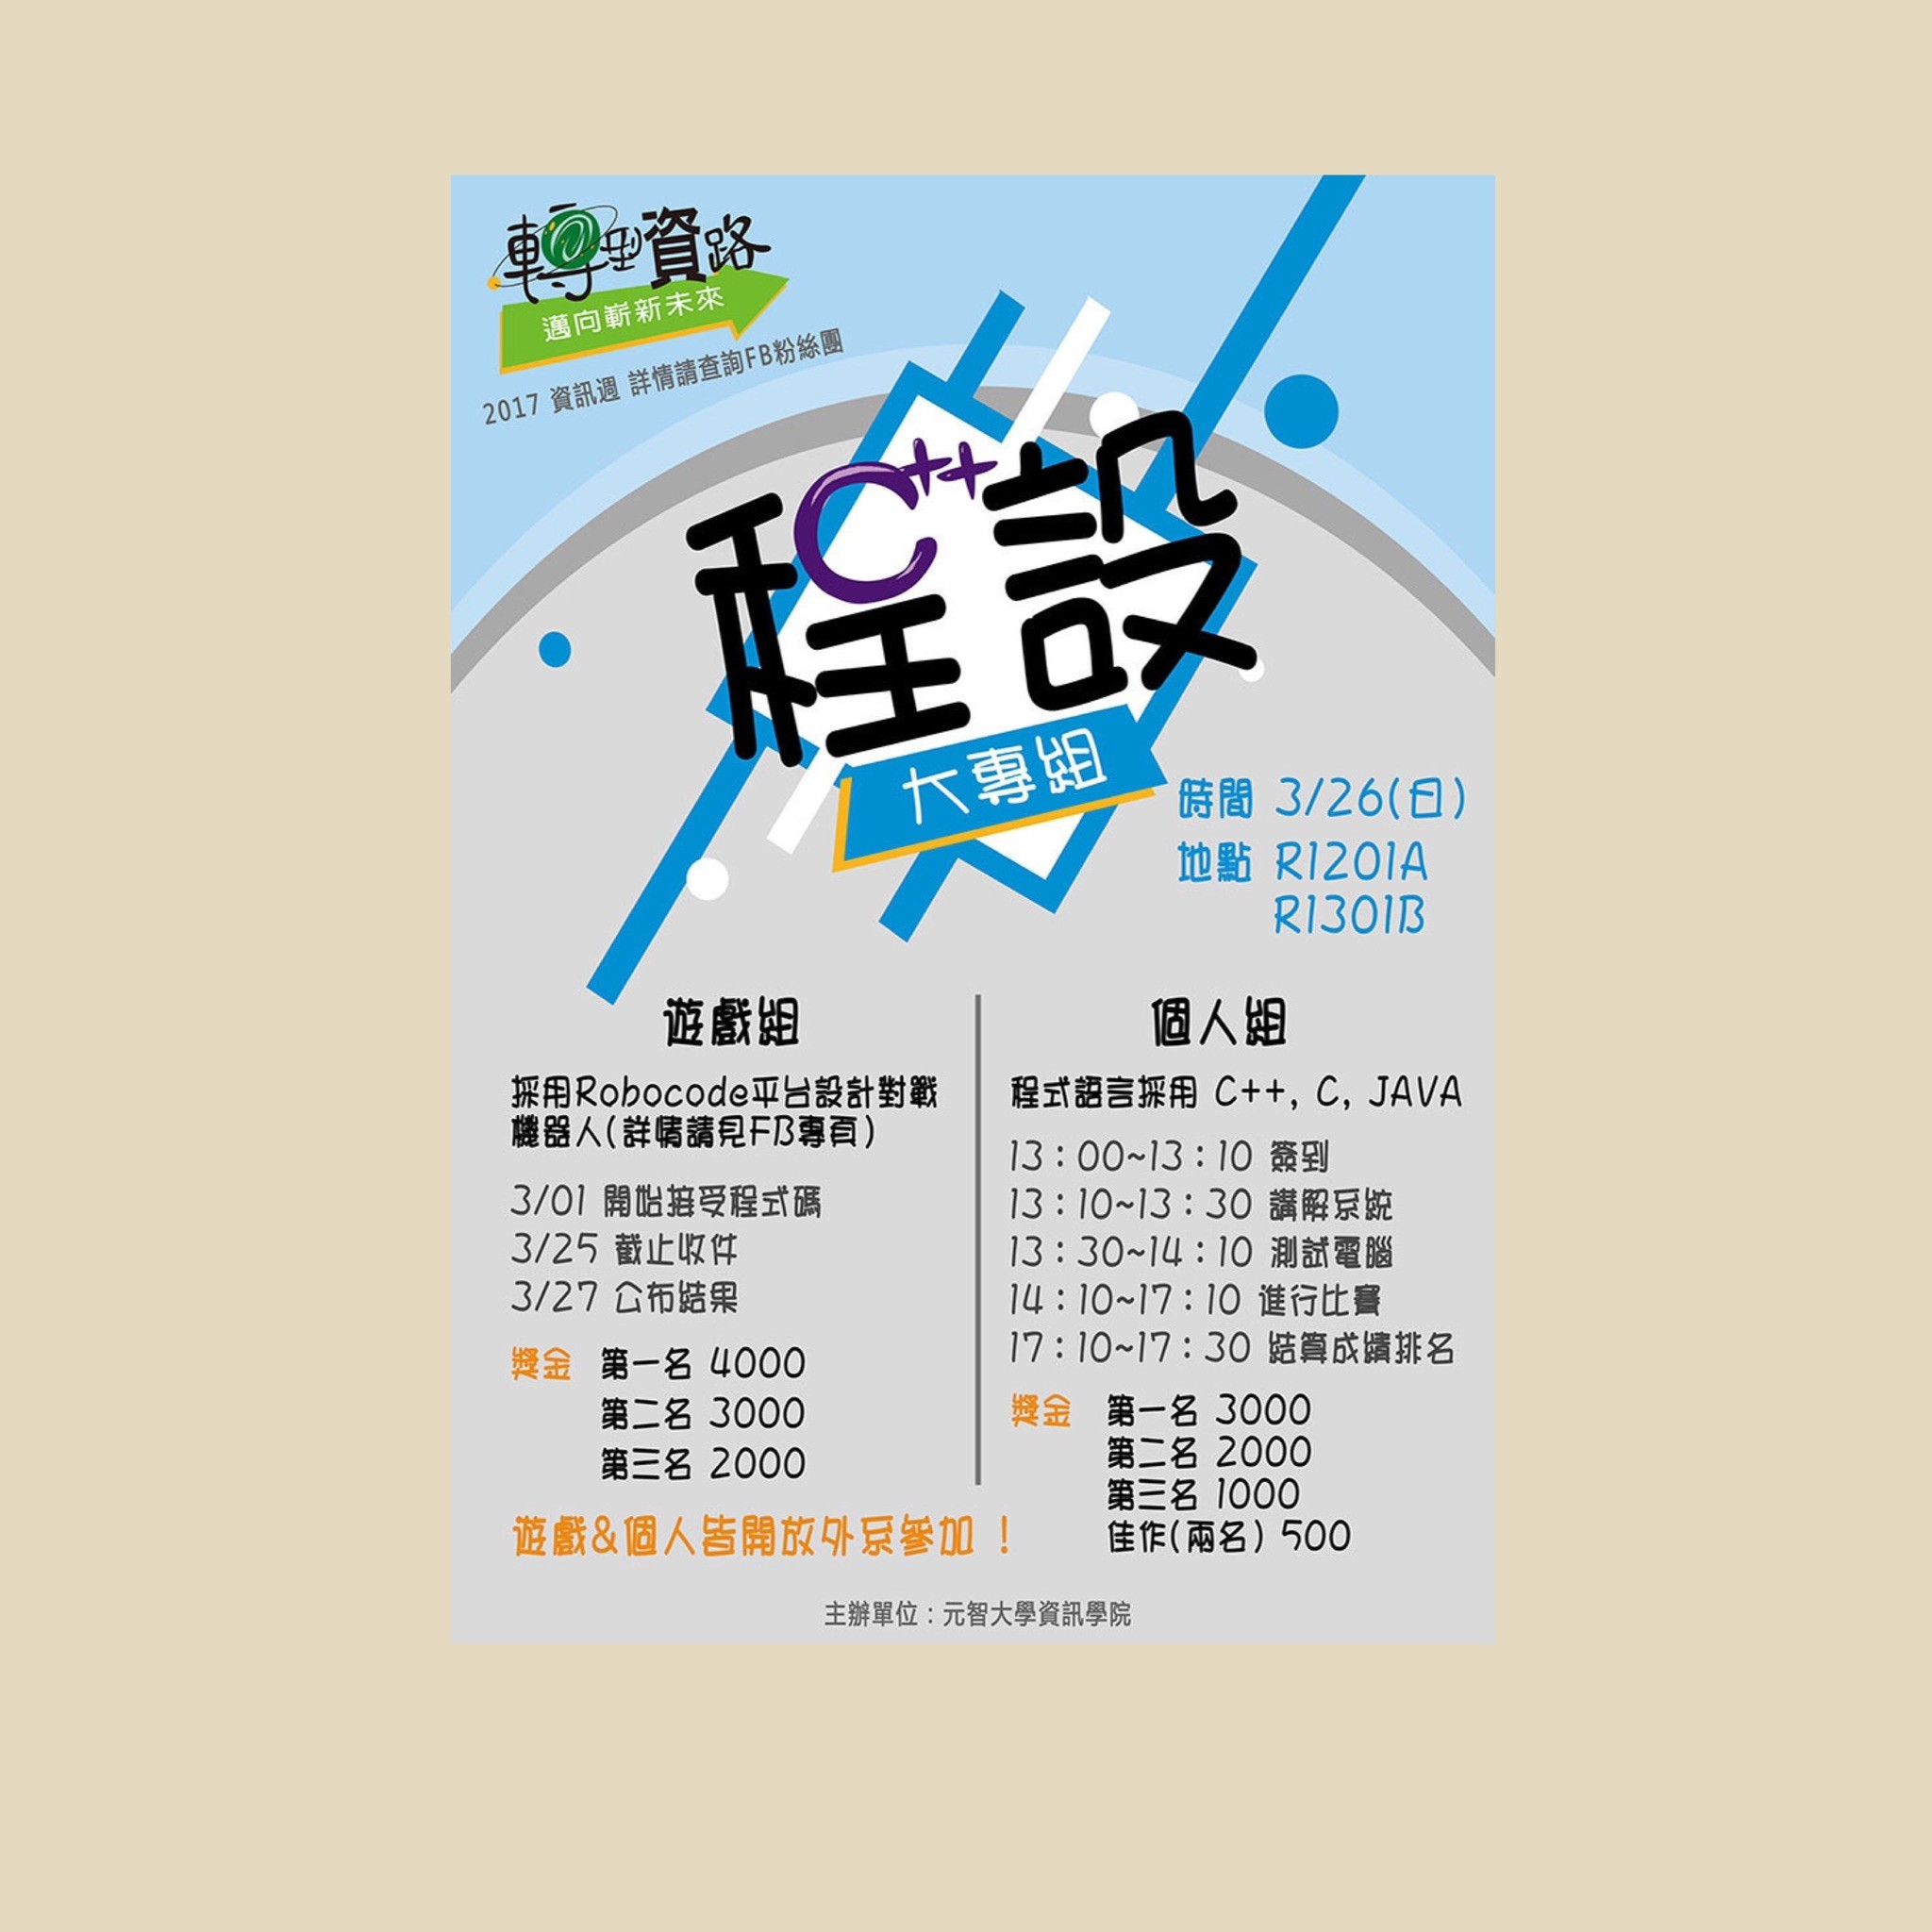 轉型資路
邁向嶄新未來
2017 資訊週 詳情請查詢FB粉絲團
C++
程設
大專組
時間 3/26(日)
地點 R1201A
R1301B
遊戲組
採用Robocode平台設計對戰
機器人(詳情請見FB專頁)
3/01 開始接受程式碼
3/25 截止收件
3/27 公布結果
獎金 第一名 4000
第二名 3000
第三名 2000
遊戲&個人皆開放外系參加！
個人組
程式語言採用 C++, C, JAVA
13：00~13：10 簽到
13：10~13：30 講解系統
13：30~14：10 測試電腦
14：10~17：10 進行比賽
17：10~17：30 結算成績排名
獎金 第一名 3000
第二名 2000
第三名 1000
佳作(兩名) 500
主辦單位：元智大學資訊學院